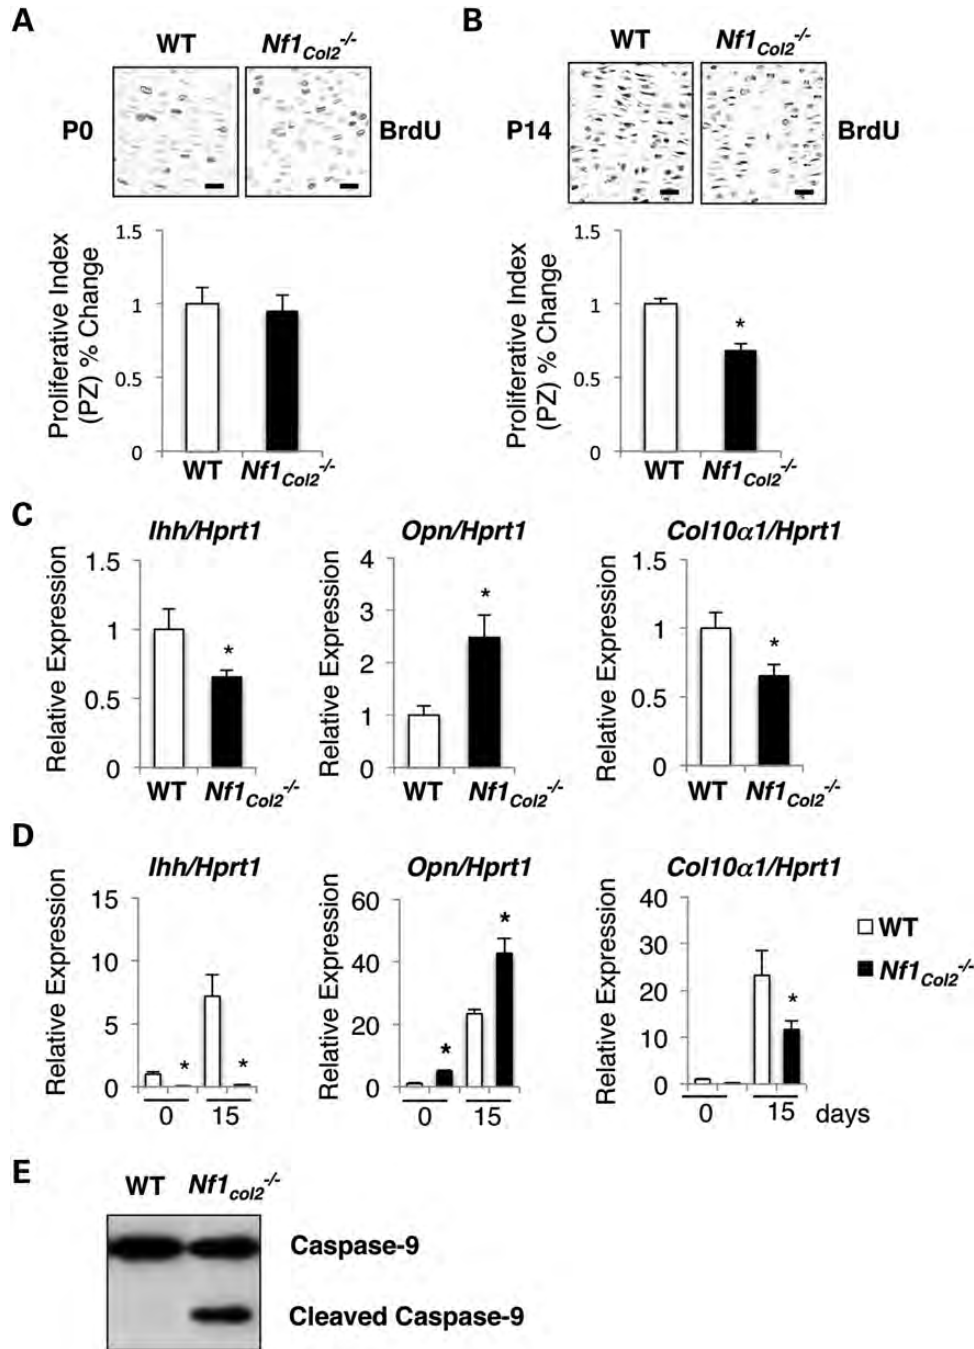 A
WT Nf1Col2-/-
P0 BrdU
Proliferative Index
(PZ) % Change
1.5
1
0.5
0
WT Nf1Col2-/-
B
WT Nf1Col2-/-
P14 BrdU
Proliferative Index
(PZ) % Change
1.5
1
0.5
0
*
WT Nf1Col2-/-
C
Ihh/Hprt1
Relative Expression
1.5
1
0.5
0
*
WT Nf1Col2-/-
Opn/Hprt1
Relative Expression
4
3
2
1
0
*
WT Nf1Col2-/-
Col10α1/Hprt1
Relative Expression
1.5
1
0.5
0
*
WT Nf1Col2-/-
D
Ihh/Hprt1
Relative Expression
15
10
5
0
* *
0 15
Opn/Hprt1
Relative Expression
60
40
20
0
* *
0 15
Col10α1/Hprt1
Relative Expression
40
30
20
10
0
*
0 15 days
WT
Nf1Col2-/-
E
WT Nf1col2-/-
Caspase-9
Cleaved Caspase-9